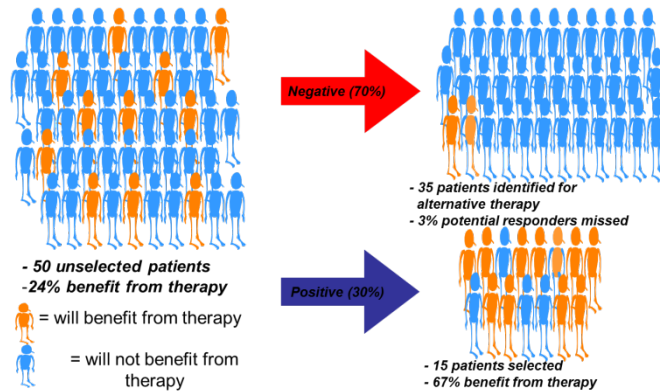 Negative (70%)
- 35 patients identified for
alternative therapy
- 3% potential responders missed
- 50 unselected patients
-24% benefit from therapy
Positive (30%)
= will benefit from therapy
= will not benefit from
therapy
- 15 patients selected
- 67% benefit from therapy